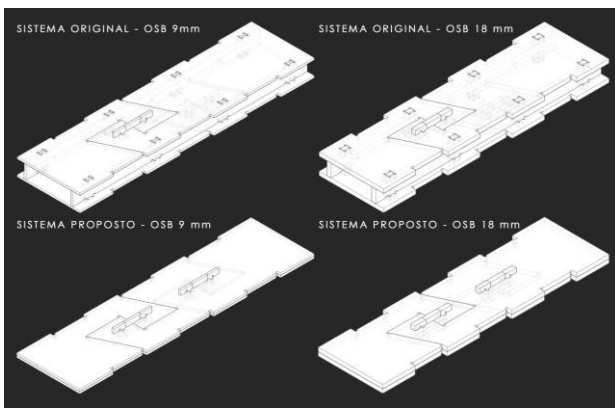 SISTEMA ORIGINAL - OSB 9mm
SISTEMA ORIGINAL - OSB 18 mm
SISTEMA PROPOSTO - OSB 9 mm
SISTEMA PROPOSTO - OSB 18 mm